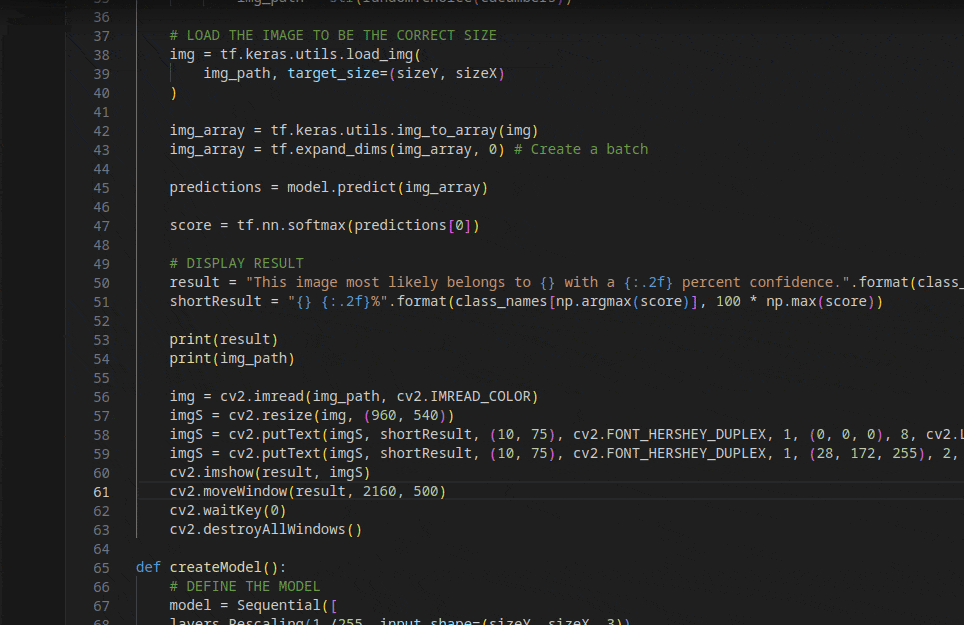 36
37 # LOAD THE IMAGE TO BE THE CORRECT SIZE
38 img = tf.keras.utils.load_img(
39 img_path, target_size=(sizeY, sizeX)
40 )
41
42 img_array = tf.keras.utils.img_to_array(img)
43 img_array = tf.expand_dims(img_array, 0) # Create a batch
44
45 predictions = model.predict(img_array)
46
47 score = tf.nn.softmax(predictions[0])
48
49 # DISPLAY RESULT
50 result = "This image most likely belongs to {} with a {:.2f} percent confidence.".format(class_
51 shortResult = "{} {:.2f}%".format(class_names[np.argmax(score)], 100 * np.max(score))
52
53 print(result)
54 print(img_path)
55
56 img = cv2.imread(img_path, cv2.IMREAD_COLOR)
57 imgS = cv2.resize(img, (960, 540))
58 imgS = cv2.putText(imgS, shortResult, (10, 75), cv2.FONT_HERSHEY_DUPLEX, 1, (0, 0, 0), 8, cv2.
59 imgS = cv2.putText(imgS, shortResult, (10, 75), cv2.FONT_HERSHEY_DUPLEX, 1, (28, 172, 255), 2,
60 cv2.imshow(result, imgS)
61 cv2.moveWindow(result, 2160, 500)
62 cv2.waitKey(0)
63 cv2.destroyAllWindows()
64
65 def createModel():
66 # DEFINE THE MODEL
67 model = Sequential([
68 layers.Rescaling(1./255, input_shape=(sizeY, sizeX, 3)),